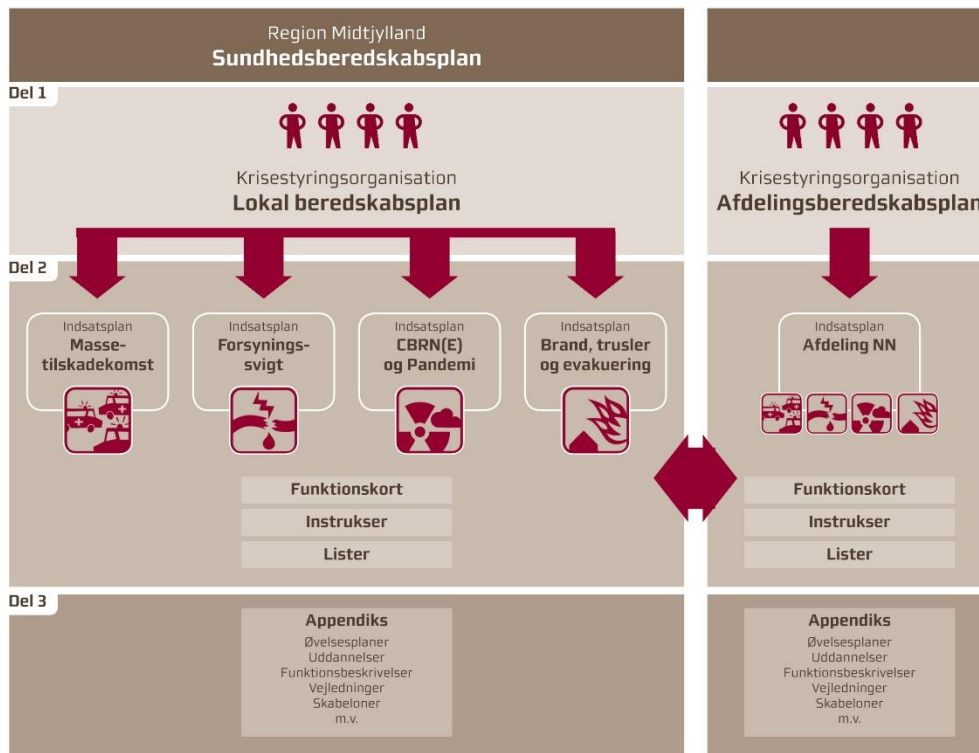 Region Midtjylland
Sundhedsberedskabsplan
Del 1
Krisestyringsorganisation
Lokal beredskabsplan
Krisestyringsorganisation
Afdelingsberedskabsplan
Del 2
Indsatsplan
Masse-
tilskadekomst
Indsatsplan
Forsynings-
svigt
Indsatsplan
CBRN(E)
og Pandemi
Indsatsplan
Brand, trusler
og evakuering
Indsatsplan
Afdeling NN
Funktionskort
Instrukser
Lister
Funktionskort
Instrukser
Lister
Del 3
Appendiks
Øvelsesplaner
Uddannelser
Funktionsbeskrivelser
Vejledninger
Skabeloner
m.v.
Appendiks
Øvelsesplaner
Uddannelser
Funktionsbeskrivelser
Vejledninger
Skabeloner
m.v.